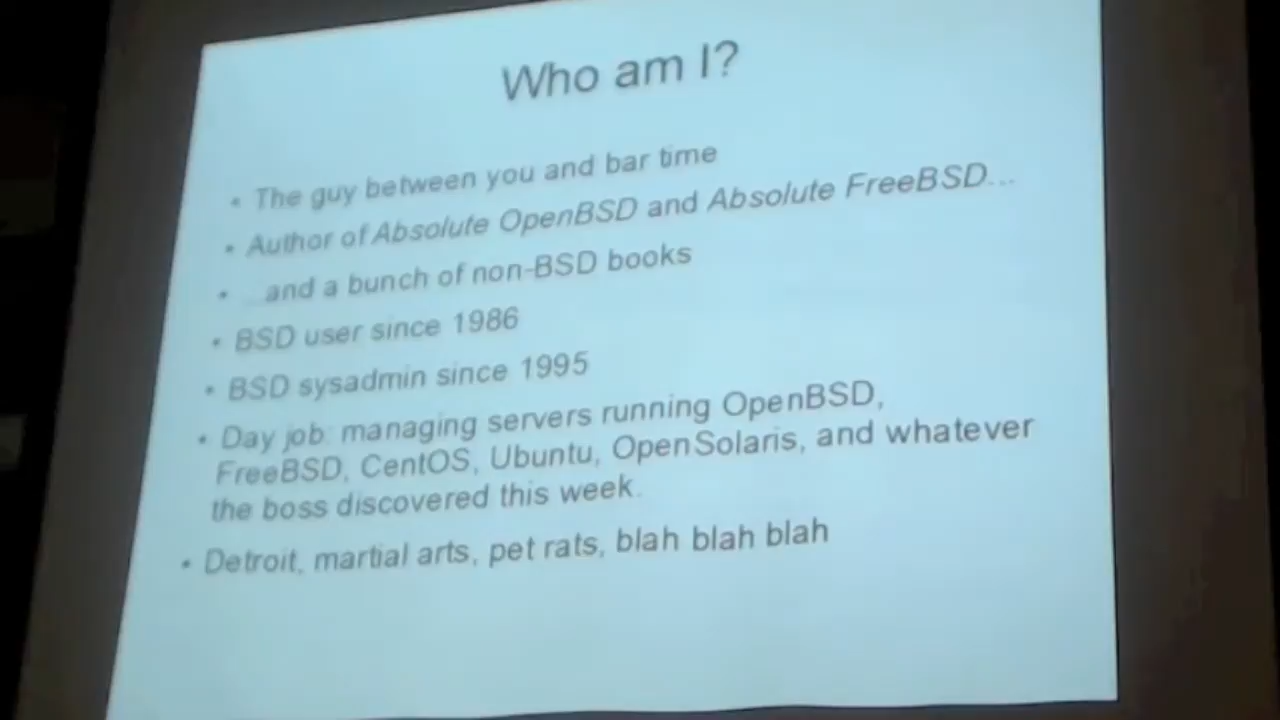 Who am I?
• The guy between you and bar time
• Author of Absolute OpenBSD and Absolute FreeBSD...
• ...and a bunch of non-BSD books
• BSD user since 1986
• BSD sysadmin since 1995
• Day job: managing servers running OpenBSD,
FreeBSD, CentOS, Ubuntu, OpenSolaris, and whatever
the boss discovered this week.
• Detroit, martial arts, pet rats, blah blah blah